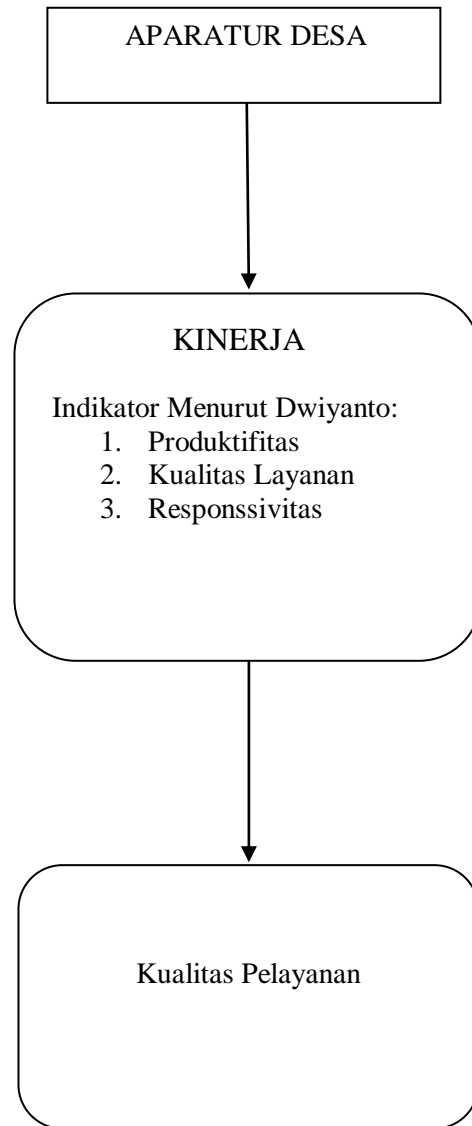 APARATUR DESA
KINERJA
Indikator Menurut Dwiyanto:
1. Produktifitas
2. Kualitas Layanan
3. Responssivitas
Kualitas Pelayanan